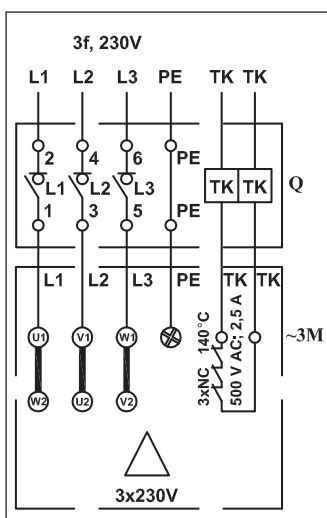 3f, 230V
L1 L2 L3 PE TK TK
2 4 6 PE
L1 L2 L3 TK TK Q
1 3 5 PE
L1 L2 L3 PE TK TK
U1 V1 W1 ~3M
3xNC 140°C
500 V AC; 2,5 A
W2 U2 V2
3x230V